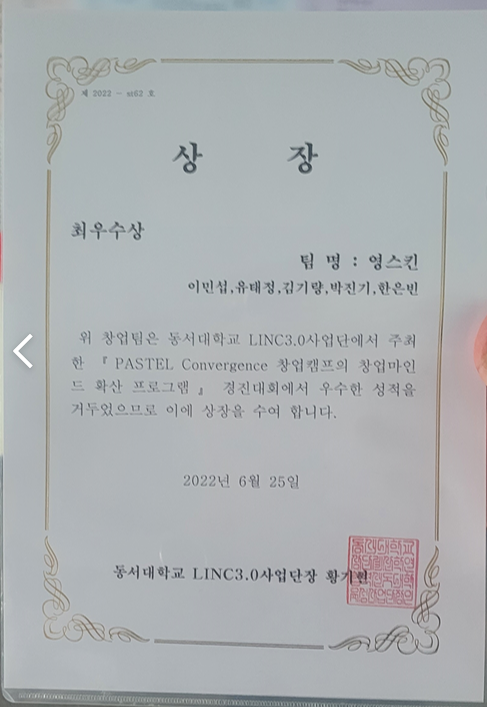 제 2022 - 호
상 장
최우수상
팀 명 : 영스킨
이민섭,유태정,김기량,박진기,한은빈
위 창업팀은 동서대학교 LINC3.0사업단에서 주최
한 『 PASTEL Convergence 창업캠프의 창업마인
드 확산 프로그램 』 경진대회에서 우수한 성적을
거두었으므로 이에 상장을 수여 합니다.
2022년 6월 25일
동서대학교 LINC3.0사업단장 황기현